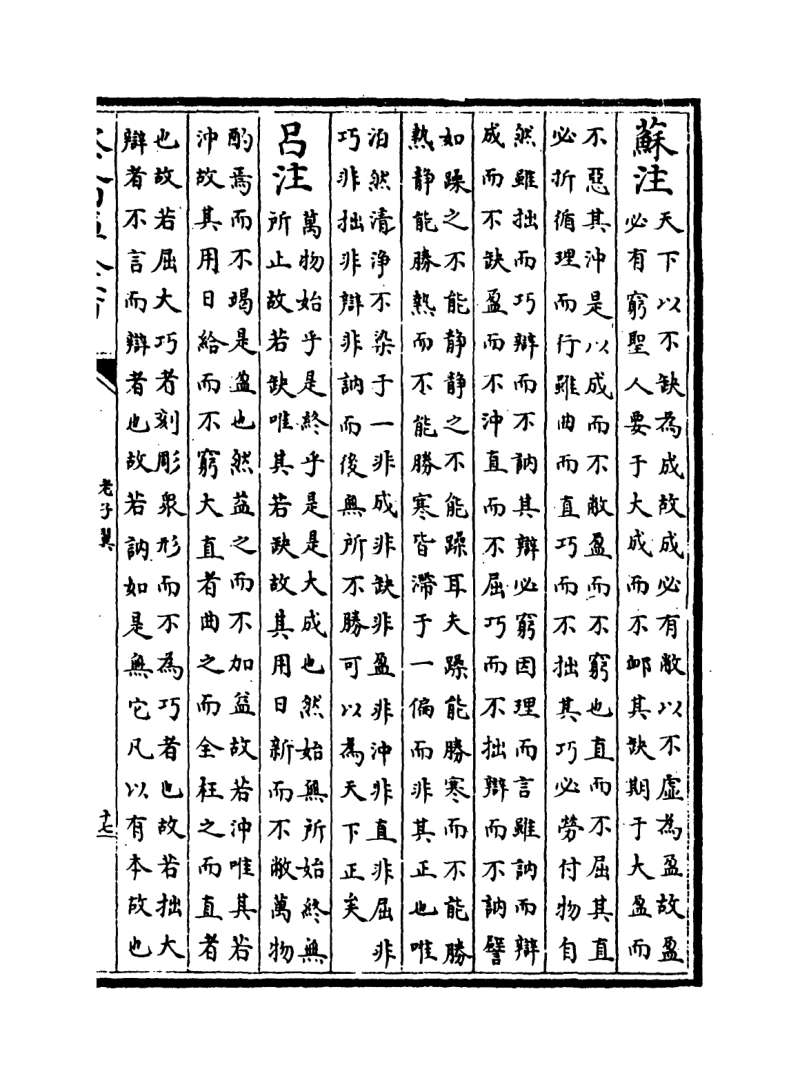 蘇注
天下以不缺為成故成必有敝以不虛為盈故盈
必有窮聖人要于大成而不卹其缺期于大盈而
不惡其沖是以成而不敝盈而不窮也直而不屈其直
必折循理而行雖曲而直巧而不拙其巧必勞付物自
然雖拙而巧辯而不訥其辯必窮因理而言雖訥而辯
成而不缺盈而不沖直而不屈巧而不拙辯而不訥譬
如躁之不能静静之不能躁耳夫躁能勝寒而不能勝
熱静能勝熱而不能勝寒皆滯于一偏而非其正也唯
泊然清淨不染于一非成非缺非盈非沖非直非屈非
巧非拙非辯非訥而後無所不勝可以為天下正矣
呂注
萬物始乎是終乎是是大成也然始無所始終無
所止故若缺唯其若缺故其用日新而不敝萬物
酌焉而不竭是盈也然益之而不加益故若沖唯其若
沖故其用日給而不窮大直者曲之而全枉之而直者
也故若屈大巧者刻彫衆形而不為巧者也故若拙大
辯者不言而辯者也故若訥如是無它凡以有本故也
老子翼
十七